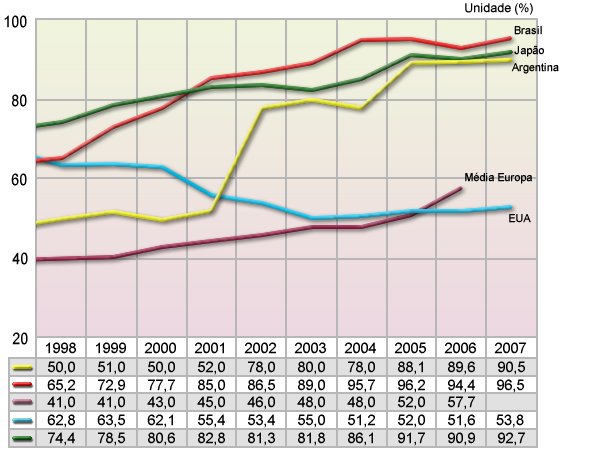 Unidade (%)
100
80
60
40
20
Brasil
Japão
Argentina
Média Europa
EUA
1998 1999 2000 2001 2002 2003 2004 2005 2006 2007
50,0 51,0 50,0 52,0 78,0 80,0 78,0 88,1 89,6 90,5
65,2 72,9 77,7 85,0 86,5 89,0 95,7 96,2 94,4 96,5
41,0 41,0 43,0 45,0 46,0 48,0 48,0 52,0 57,7
62,8 63,5 62,1 55,4 53,4 55,0 51,2 52,0 51,6 53,8
74,4 78,5 80,6 82,8 81,3 81,8 86,1 91,7 90,9 92,7